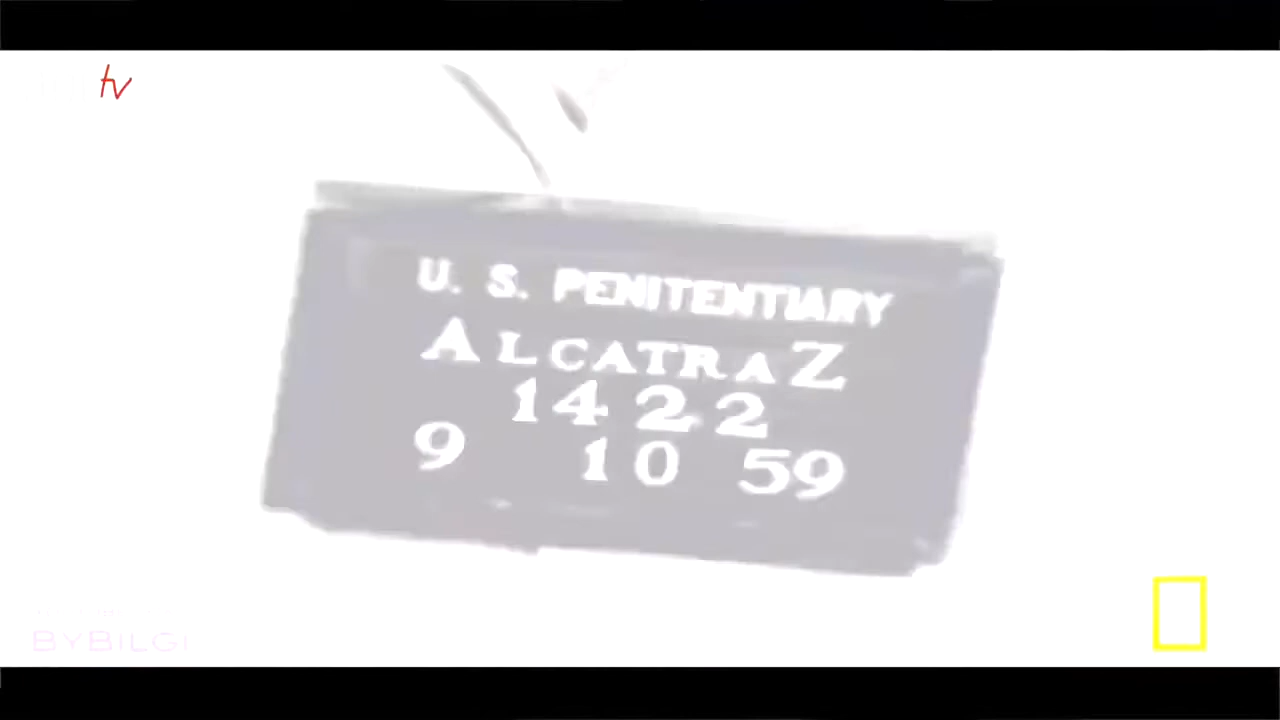 tv
U. S. PENITENTIARY
ALCATRAZ
1422
9 10 59
BYBILGI